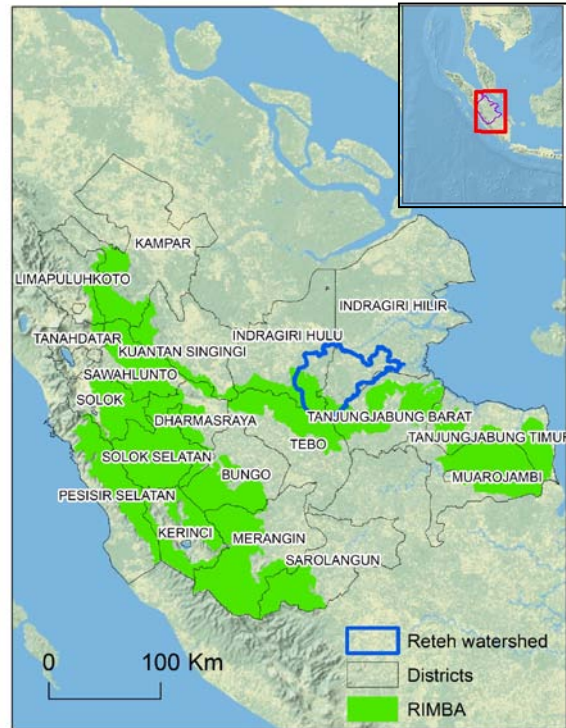 KAMPAR
LIMAPULUHKOTO
INDRAGIRI HILIR
TANAHDATAR
INDRAGIRI HULU
KUANTAN SINGINGI
SAWAHLUNTO
SOLOK
DHARMASRAYA
TANJUNGJABUNG BARAT
TEBO
TANJUNGJABUNG TIMUR
SOLOK SELATAN
BUNGO
MUAROJAMBI
PESISIR SELATAN
KERINCI
MERANGIN
SAROLANGUN
0 100 Km
Reteh watershed
Districts
RIMBA